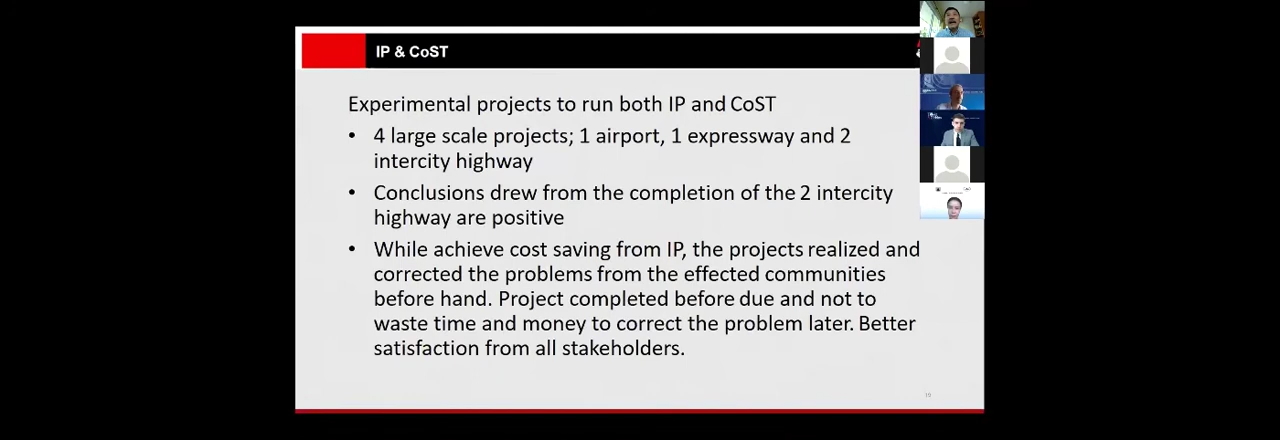 IP & CoST
Experimental projects to run both IP and CoST
• 4 large scale projects; 1 airport, 1 expressway and 2
intercity highway
• Conclusions drew from the completion of the 2 intercity
highway are positive
• While achieve cost saving from IP, the projects realized and
corrected the problems from the effected communities
before hand. Project completed before due and not to
waste time and money to correct the problem later. Better
satisfaction from all stakeholders.
19